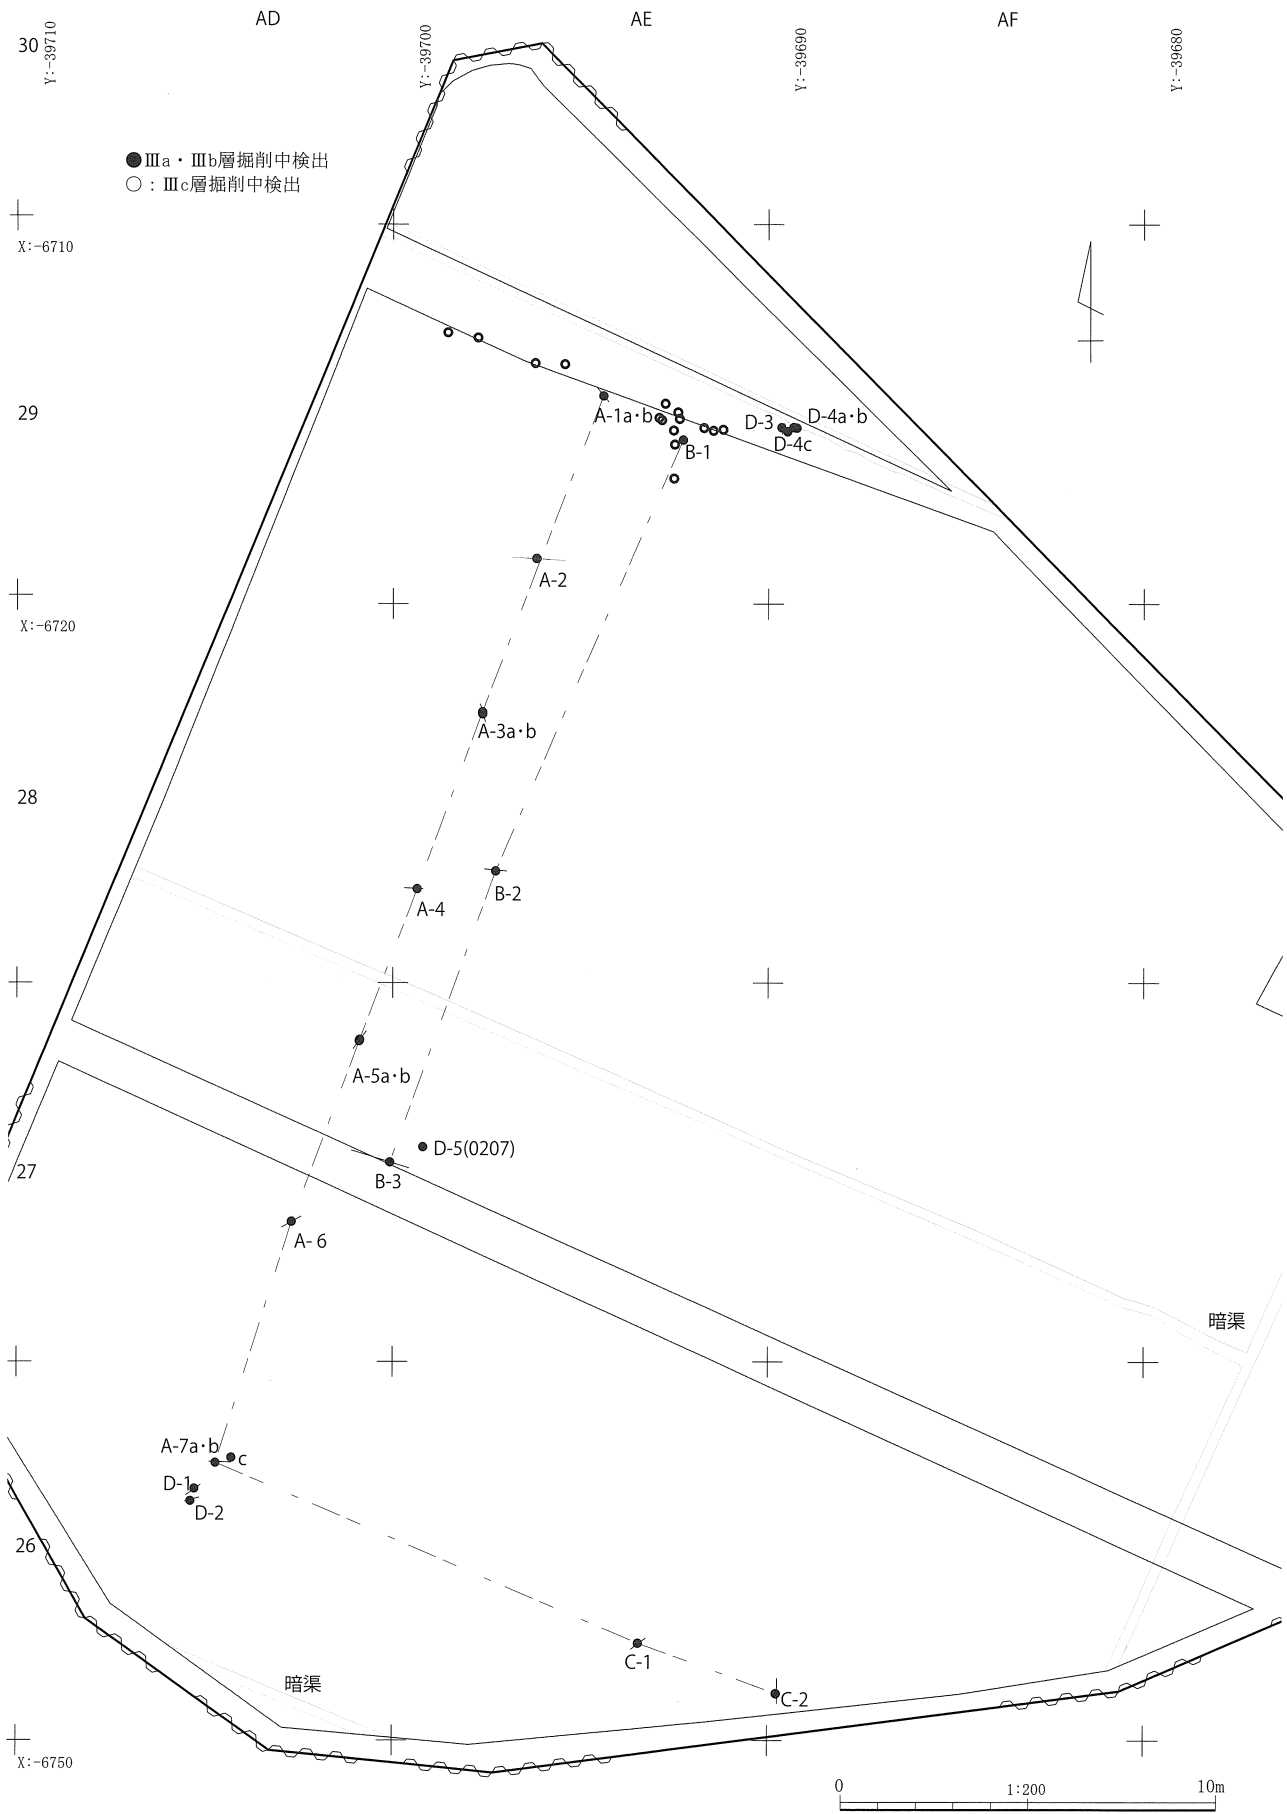 AD
AE
AF
30
Y:-39710
Y:-39700
Y:-39690
Y:-39680
●Ⅲa・Ⅲb層掘削中検出
○：Ⅲc層掘削中検出
X:-6710
29
A-1a・b
D-3
D-4a・b
D-4c
B-1
A-2
X:-6720
A-3a・b
28
B-2
A-4
A-5a・b
D-5(0207)
27
B-3
A-6
暗渠
A-7a・b
c
D-1
D-2
26
C-1
暗渠
C-2
X:-6750
0
1:200
10m